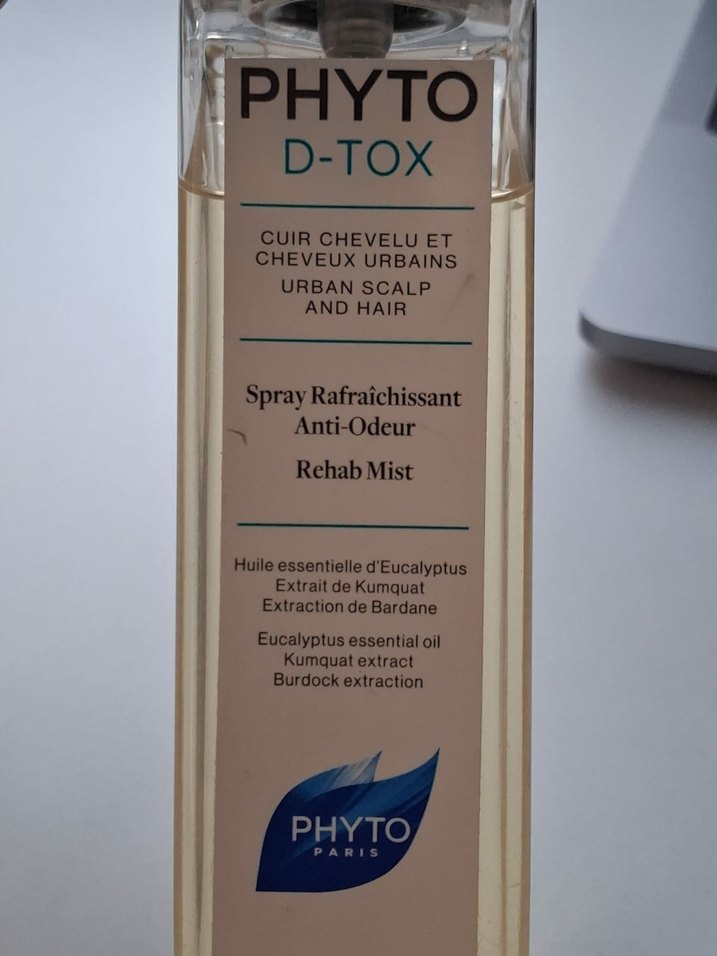 PHYTO
D-TOX
CUIR CHEVELU ET
CHEVEUX URBAINS
URBAN SCALP
AND HAIR
Spray Rafraîchissant
Anti-Odeur
Rehab Mist
Huile essentielle d'Eucalyptus
Extrait de Kumquat
Extraction de Bardane
Eucalyptus essential oil
Kumquat extract
Burdock extraction
PHYTO
PARIS